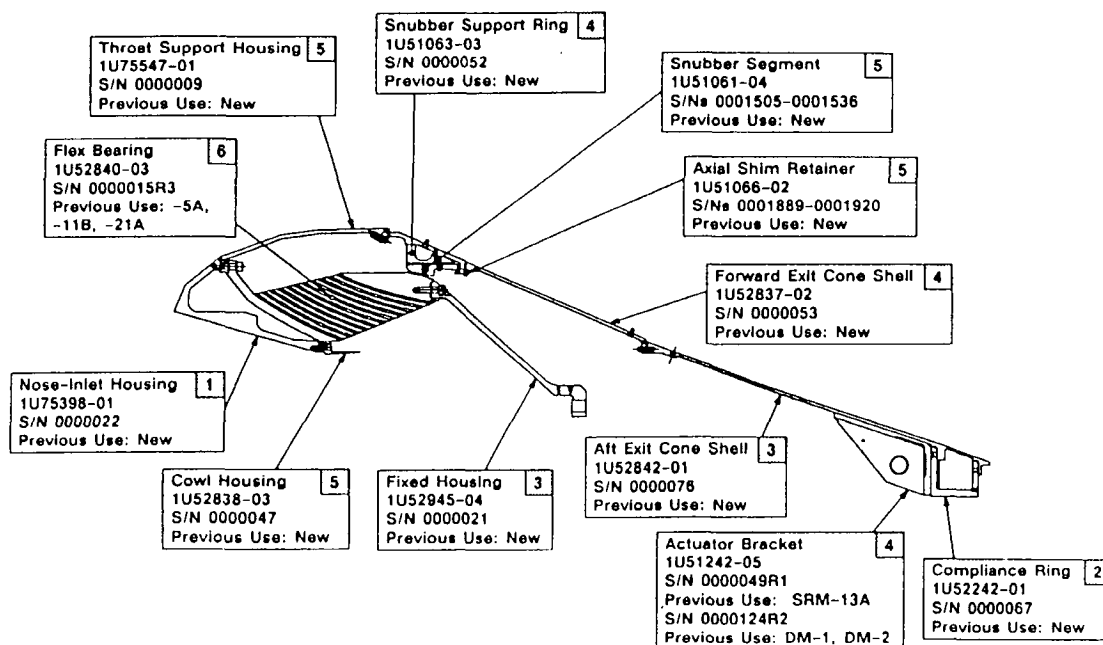 Snubber Support Ring 4
1U51063-03
S/N 0000052
Previous Use: New
Throat Support Housing 5
1U75547-01
S/N 0000009
Previous Use: New
Snubber Segment 5
1U51061-04
S/Ns 0001505-0001536
Previous Use: New
Flex Bearing 6
1U52840-03
S/N 0000015R3
Previous Use: -5A,
-11B, -21A
Axial Shim Retainer 5
1U51066-02
S/Ns 0001889-0001920
Previous Use: New
Forward Exit Cone Shell 4
1U52837-02
S/N 0000053
Previous Use: New
Nose-Inlet Housing 1
1U75398-01
S/N 0000022
Previous Use: New
Cowl Housing 5
1U52838-03
S/N 0000047
Previous Use: New
Fixed Housing 3
1U52945-04
S/N 0000021
Previous Use: New
Aft Exit Cone Shell 3
1U52842-01
S/N 0000076
Previous Use: New
Actuator Bracket 4
1U51242-05
S/N 0000049R1
Previous Use: SRM-13A
S/N 0000124R2
Previous Use: DM-1, DM-2
Compliance Ring 2
1U52242-01
S/N 0000067
Previous Use: New